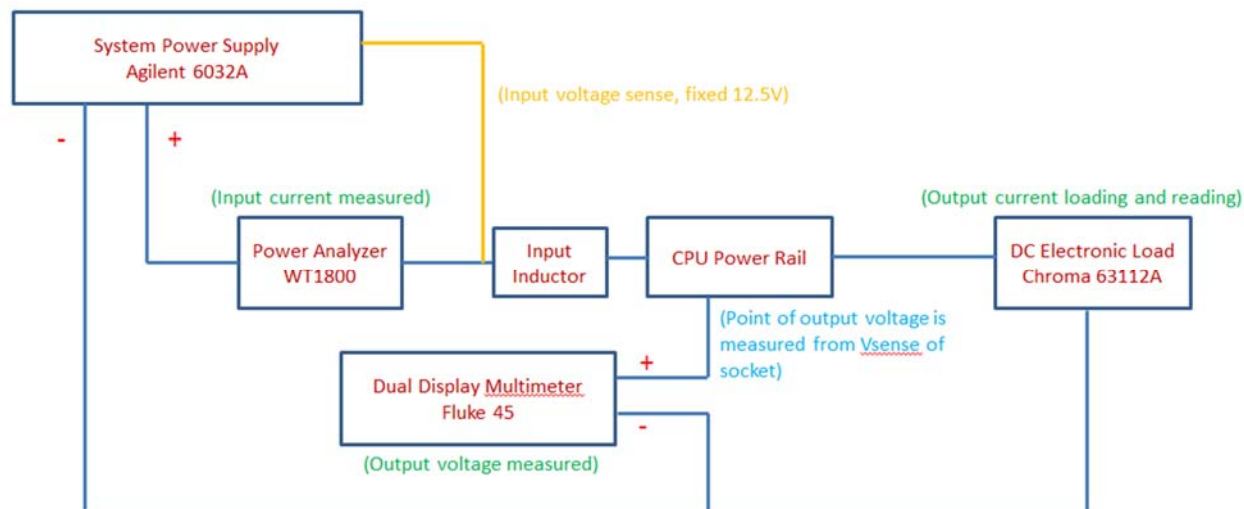 System Power Supply
Agilent 6032A
(Input voltage sense, fixed 12.5V)
-
+
(Input current measured)
(Output current loading and reading)
Power Analyzer
WT1800
Input
Inductor
CPU Power Rail
DC Electronic Load
Chroma 63112A
(Point of output voltage is
measured from Vsense of
socket)
+
Dual Display Multimeter
Fluke 45
-
(Output voltage measured)